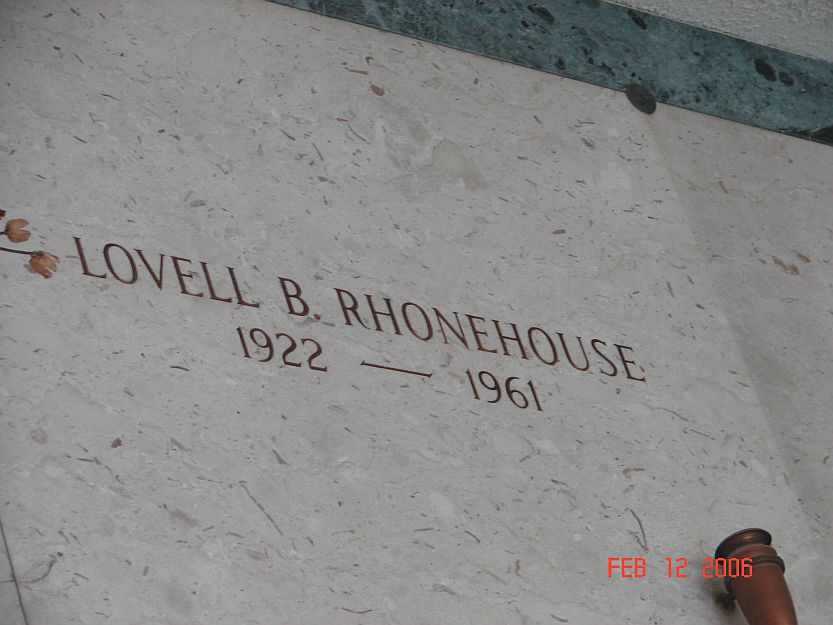 LOVELL B. RHONEHOUSE
1922 — 1961
FEB 12 2006